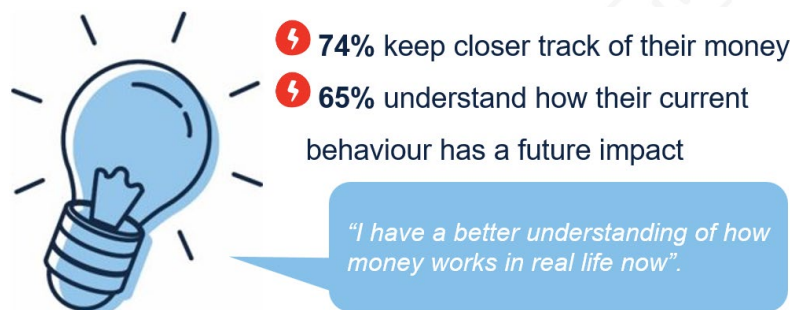 74% keep closer track of their money
65% understand how their current
behaviour has a future impact
“I have a better understanding of how
money works in real life now”.